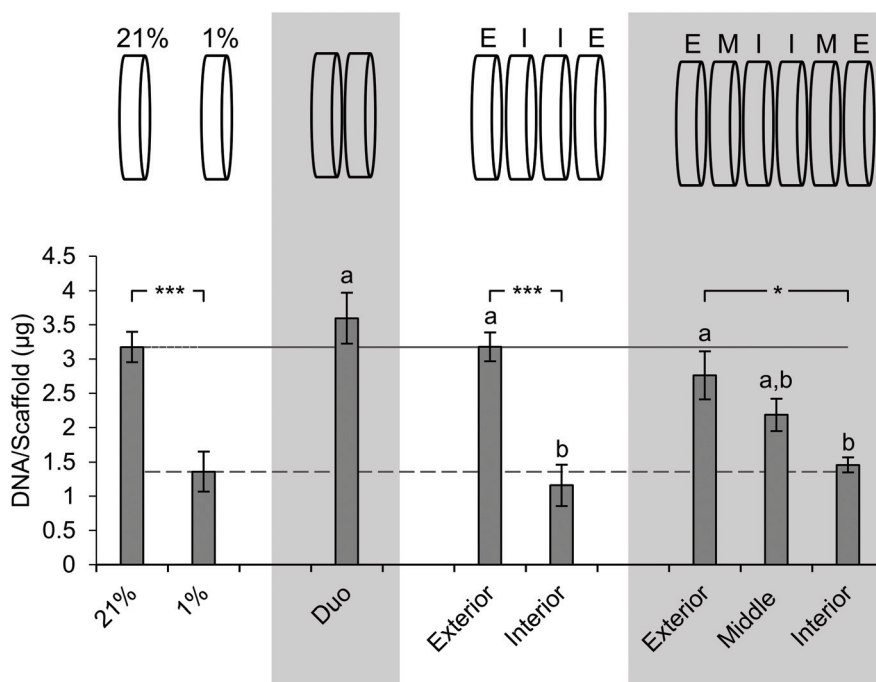 21% 1%
E I I E
E M I I M E
DNA/Scaffold (µg)
4.5
4
3.5
3
2.5
2
1.5
1
0.5
0
***
a
a
***
b
*
a
a,b
b
21%
1%
Duo
Exterior
Interior
Exterior
Middle
Interior